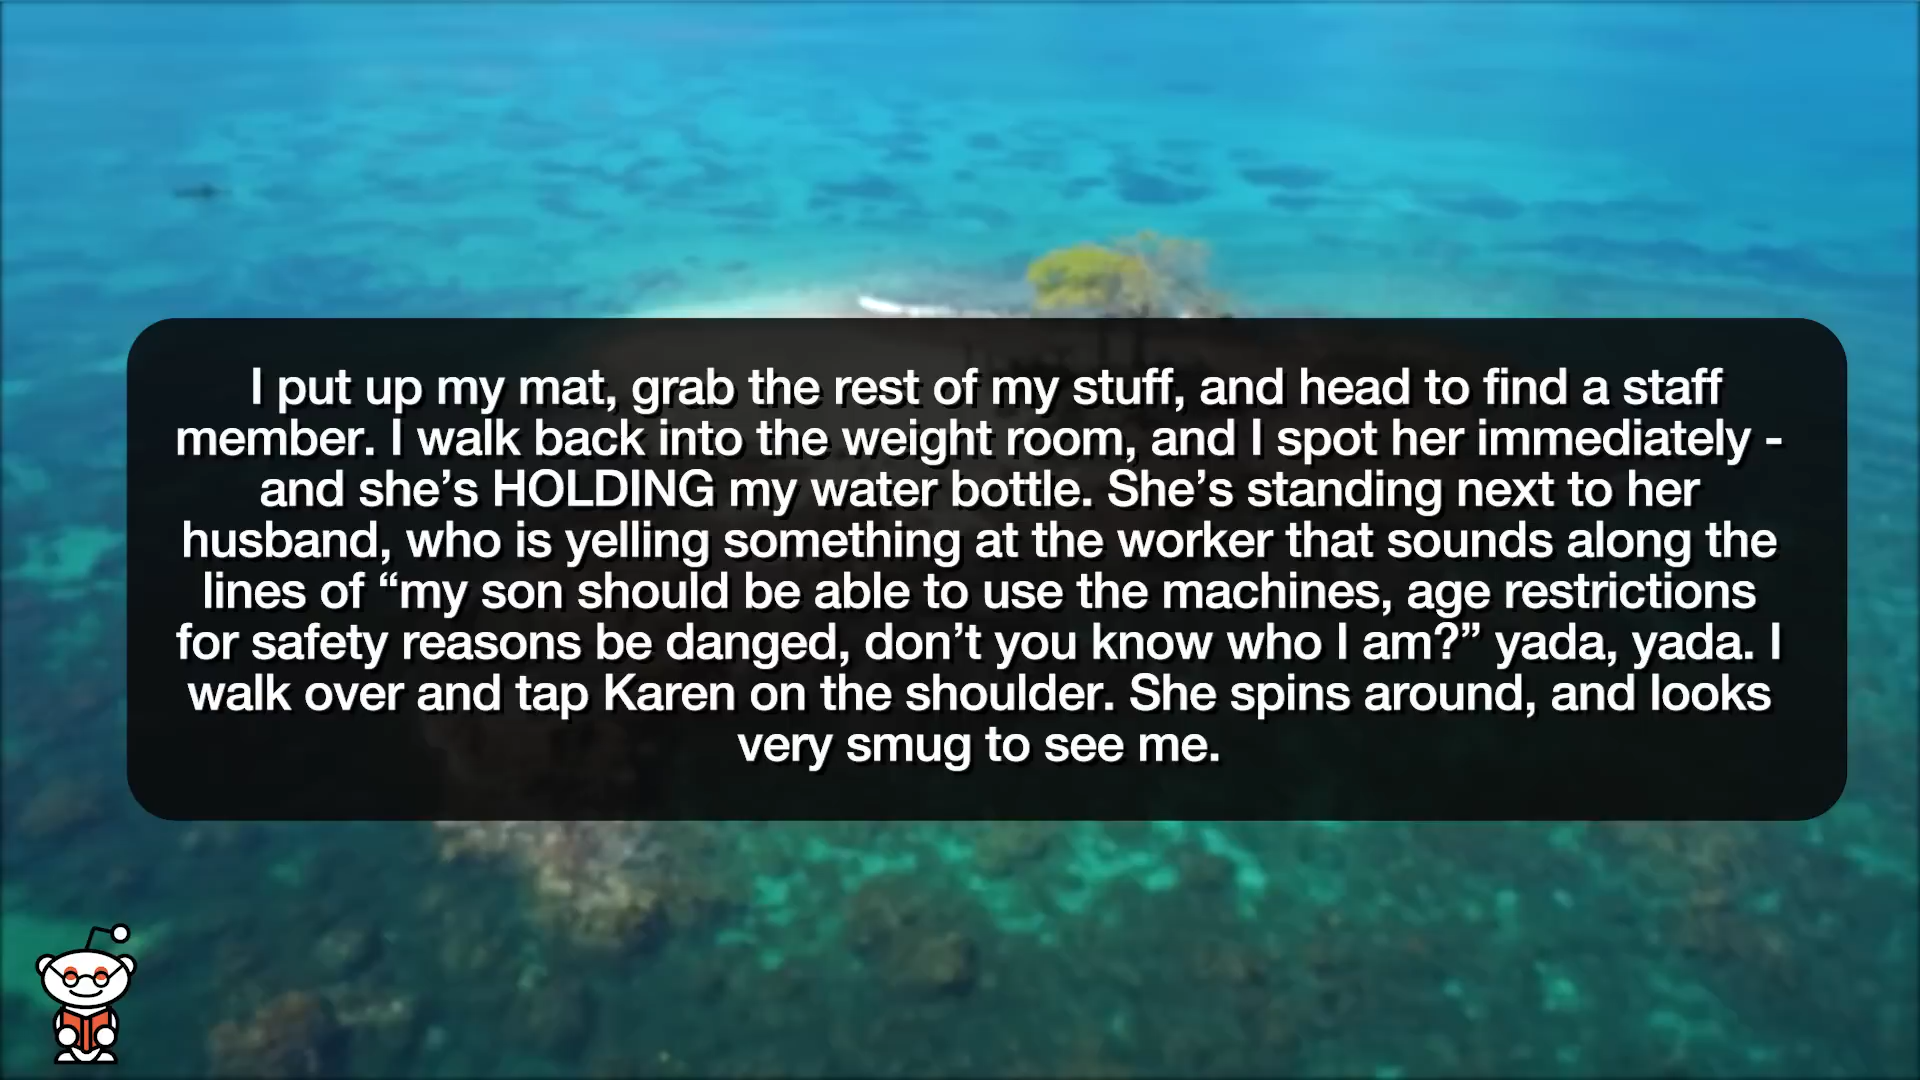 I put up my mat, grab the rest of my stuff, and head to find a staff
member. I walk back into the weight room, and I spot her immediately -
and she’s HOLDING my water bottle. She’s standing next to her
husband, who is yelling something at the worker that sounds along the
lines of “my son should be able to use the machines, age restrictions
for safety reasons be danged, don’t you know who I am?” yada, yada. I
walk over and tap Karen on the shoulder. She spins around, and looks
very smug to see me.